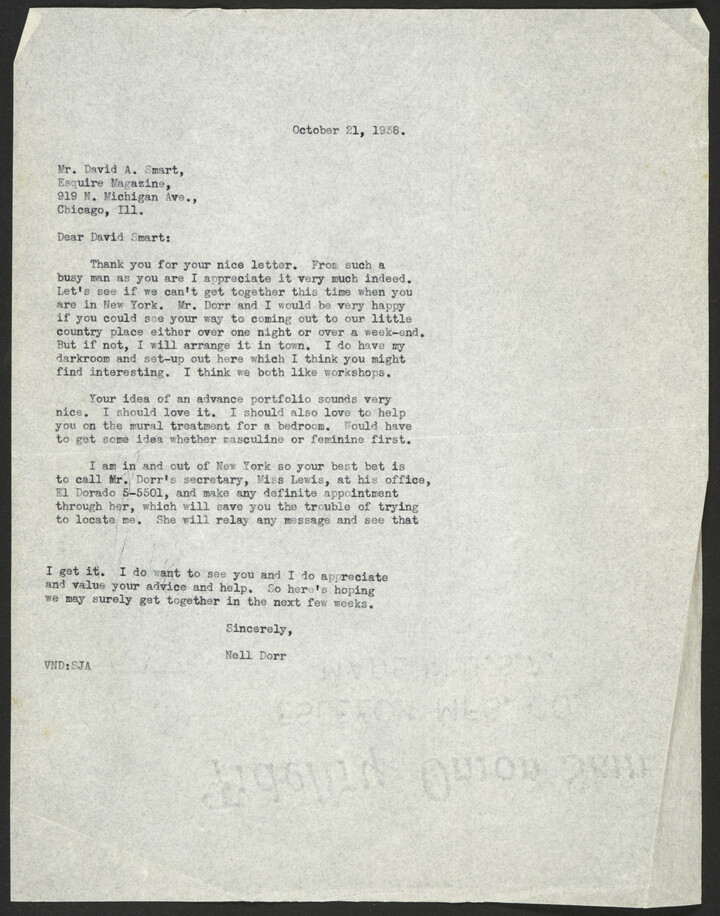 October 21, 1938.
Mr. David A. Smart,
Esquire Magazine,
919 N. Michigan Ave.,
Chicago, Ill.
Dear David Smart:
Thank you for your nice letter. From such a
busy man as you are I appreciate it very much indeed.
Let's see if we can't get together this time when you
are in New York. Mr. Dorr and I would be very happy
if you could see your way to coming out to our little
country place either over one night or over a week-end.
But if not, I will arrange it in town. I do have my
darkroom and set-up out here which I think you might
find interesting. I think we both like workshops.
Your idea of an advance portfolio sounds very
nice. I should love it. I should also love to help
you on the mural treatment for a bedroom. Would have
to get some idea whether masculine or feminine first.
I am in and out of New York so your best bet is
to call Mr. Dorr's secretary, Miss Lewis, at his office,
El Dorado 5-5501, and make any definite appointment
through her, which will save you the trouble of trying
to locate me. She will relay any message and see that
I get it. I do want to see you and I do appreciate
and value your advice and help. So here's hoping
we may surely get together in the next few weeks.
Sincerely,
Nell Dorr
VND:SJA
MADE IN U.S.A.
ESLEECK MFG. CO.
Fidelity Onion Skin